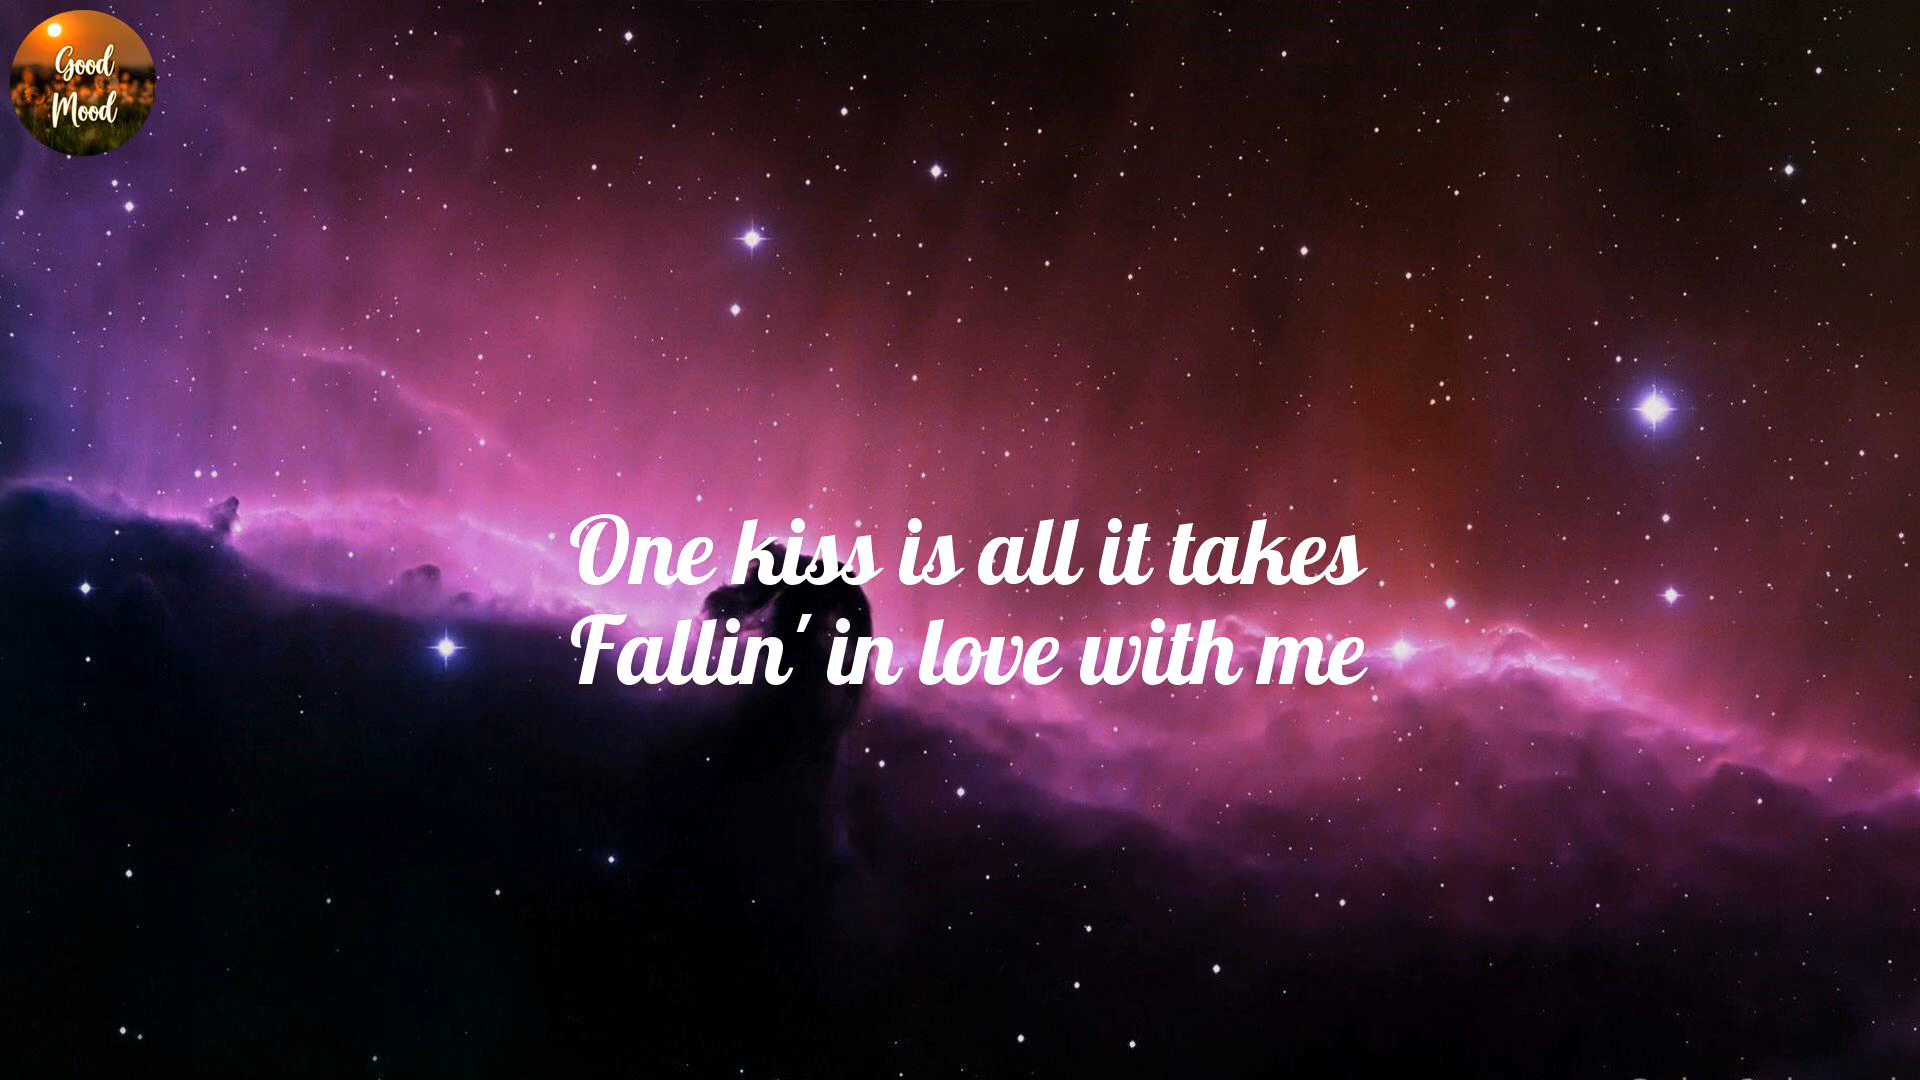 Good
Mood
One kiss is all it takes
Fallin' in love with me